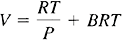 V = RT/P + BRT